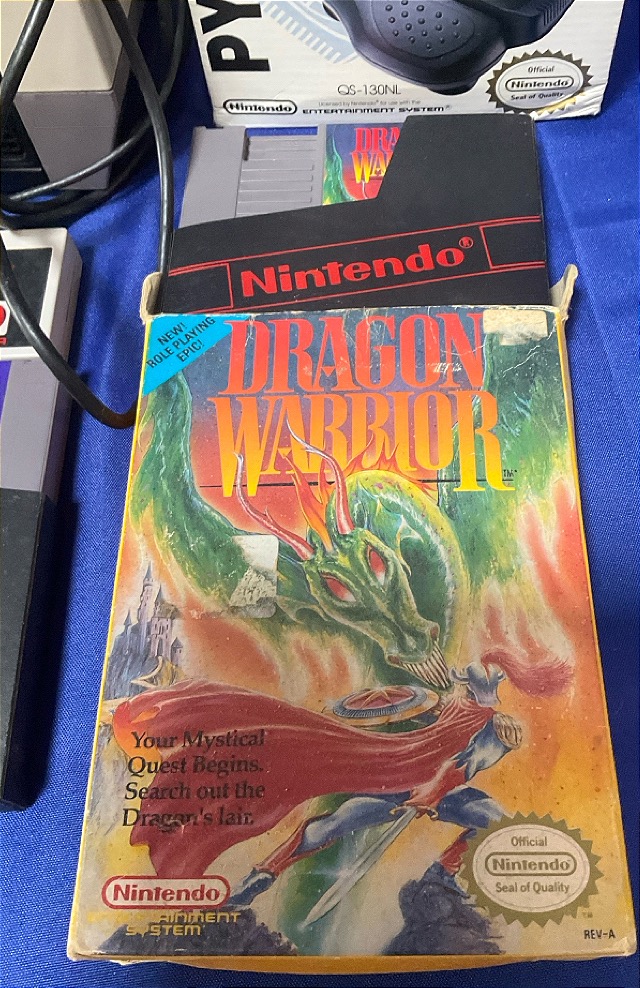 PY
QS-130NL
Nintendo
Licensed by Nintendo® for use with the
ENTERTAINMENT SYSTEM®
Official
Nintendo
Seal of Quality
DRA
WA
Nintendo®
NEW!
ROLE PLAYING
EPIC!
DRAGON
WARRIOR
TM
Your Mystical
Quest Begins.
Search out the
Dragon's lair.
Nintendo
ENTERTAINMENT
SYSTEM
Official
Nintendo
Seal of Quality
TM
REV-A